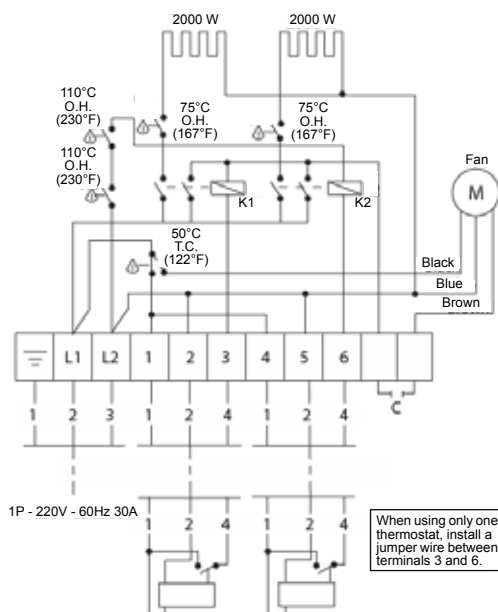 2000 W
2000 W
110°C
O.H.
(230°F)
75°C
O.H.
(167°F)
75°C
O.H.
(167°F)
110°C
O.H.
(230°F)
Fan
M
K1
K2
50°C
T.C.
(122°F)
Black
Blue
Brown
L1
L2
1
2
3
4
5
6
C
1
2
3
1
2
4
1
2
4
1P - 220V - 60Hz 30A
1
2
4
1
2
4
When using only one
thermostat, install a
jumper wire between
terminals 3 and 6.